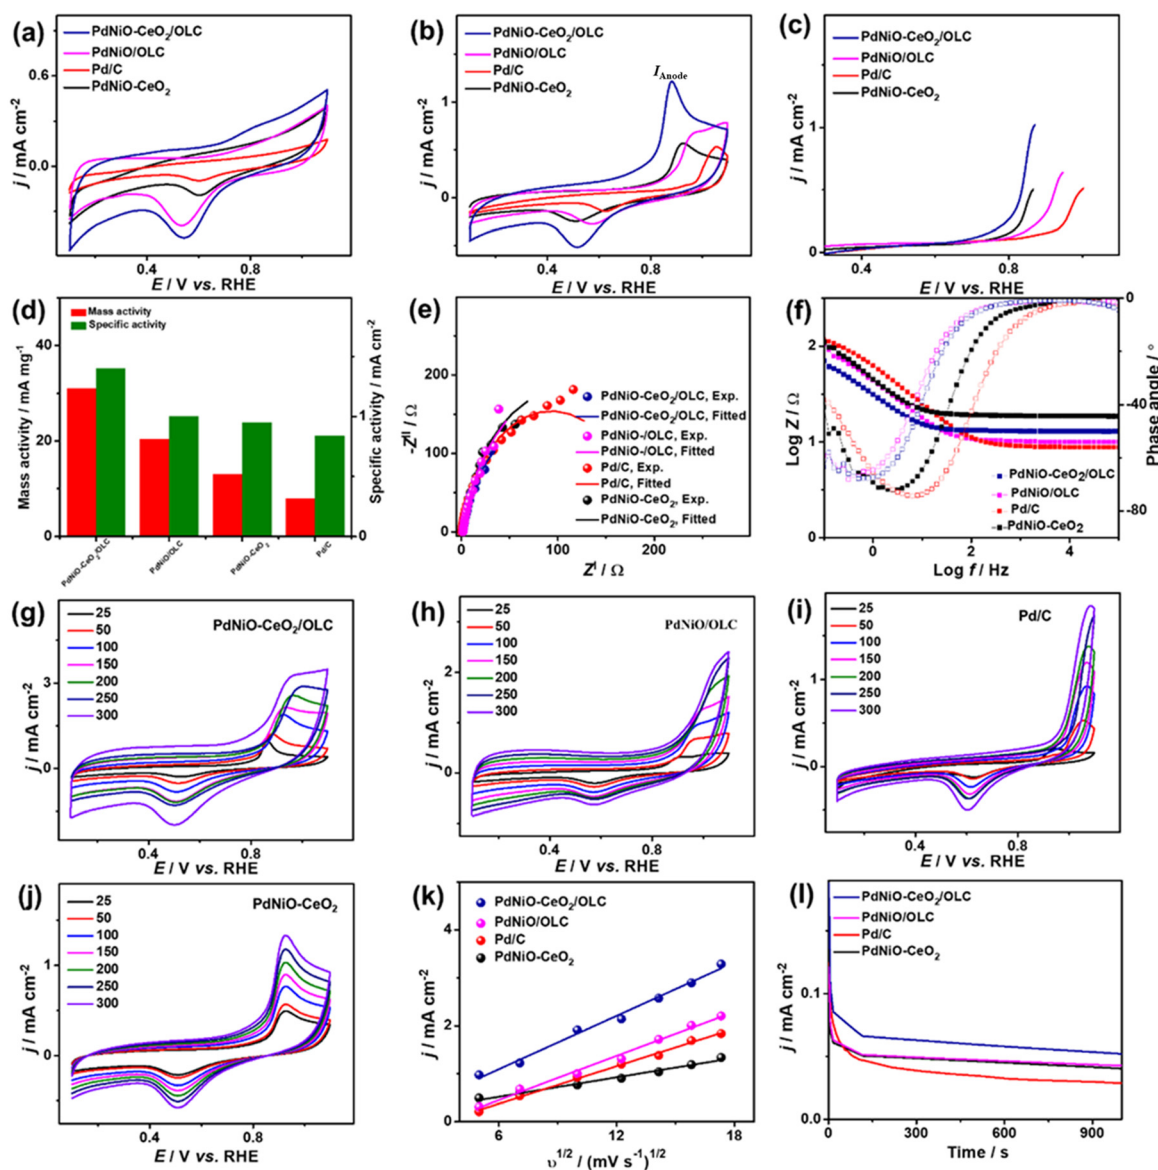 (a)
PdNiO-CeO2/OLC
PdNiO/OLC
Pd/C
PdNiO-CeO2
0.6
0.0
j / mA cm-2
0.4
0.8
E / V vs. RHE
(b)
PdNiO-CeO2/OLC
PdNiO/OLC
Pd/C
PdNiO-CeO2
IAnode
1
0
j / mA cm-2
0.4
0.8
E / V vs. RHE
(c)
PdNiO-CeO2/OLC
PdNiO/OLC
Pd/C
PdNiO-CeO2
1
0
j / mA cm-2
0.4
0.8
E / V vs. RHE
(d)
Mass activity
Specific activity
40
20
0
Mass activity / mA mg-1
1
0
Specific activity / mA cm-2
PdNiO-CeO2/OLC
PdNiO/OLC
PdNiO-CeO2
Pd/C
(e)
200
100
0
-ZII / Ω
PdNiO-CeO2/OLC, Exp.
PdNiO-CeO2/OLC, Fitted
PdNiO-/OLC, Exp.
PdNiO-/OLC, Fitted
Pd/C, Exp.
Pd/C, Fitted
PdNiO-CeO2, Exp.
PdNiO-CeO2, Fitted
0
100
200
ZI / Ω
(f)
2
1
0
Log Z / Ω
0
-40
-80
Phase angle / °
PdNiO-CeO2/OLC
PdNiO/OLC
Pd/C
PdNiO-CeO2
0
2
4
Log f / Hz
(g)
25
50
100
150
200
250
300
PdNiO-CeO2/OLC
3
0
j / mA cm-2
0.4
0.8
E / V vs. RHE
(h)
25
50
100
150
200
250
300
PdNiO/OLC
2
0
j / mA cm-2
0.4
0.8
E / V vs. RHE
(i)
25
50
100
150
200
250
300
Pd/C
1
0
j / mA cm-2
0.4
0.8
E / V vs. RHE
(j)
25
50
100
150
200
250
300
PdNiO-CeO2
1
0
j / mA cm-2
0.4
0.8
E / V vs. RHE
(k)
PdNiO-CeO2/OLC
PdNiO/OLC
Pd/C
PdNiO-CeO2
4
2
0
j / mA cm-2
6
12
18
υ1/2 / (mV s-1)1/2
(l)
PdNiO-CeO2/OLC
PdNiO/OLC
Pd/C
PdNiO-CeO2
0.1
0.0
j / mA cm-2
0
300
600
900
Time / s